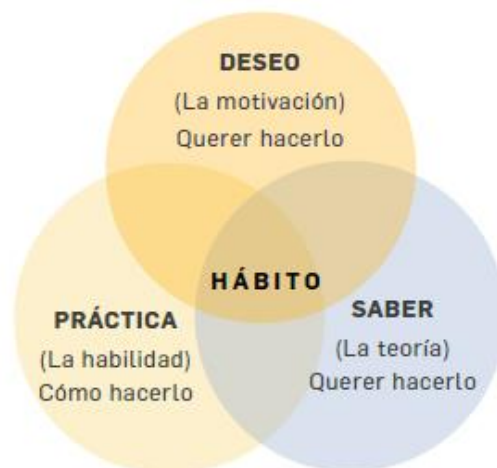 DESEO
(La motivación)
Querer hacerlo
HÁBITO
PRÁCTICA
(La habilidad)
Cómo hacerlo
SABER
(La teoría)
Querer hacerlo